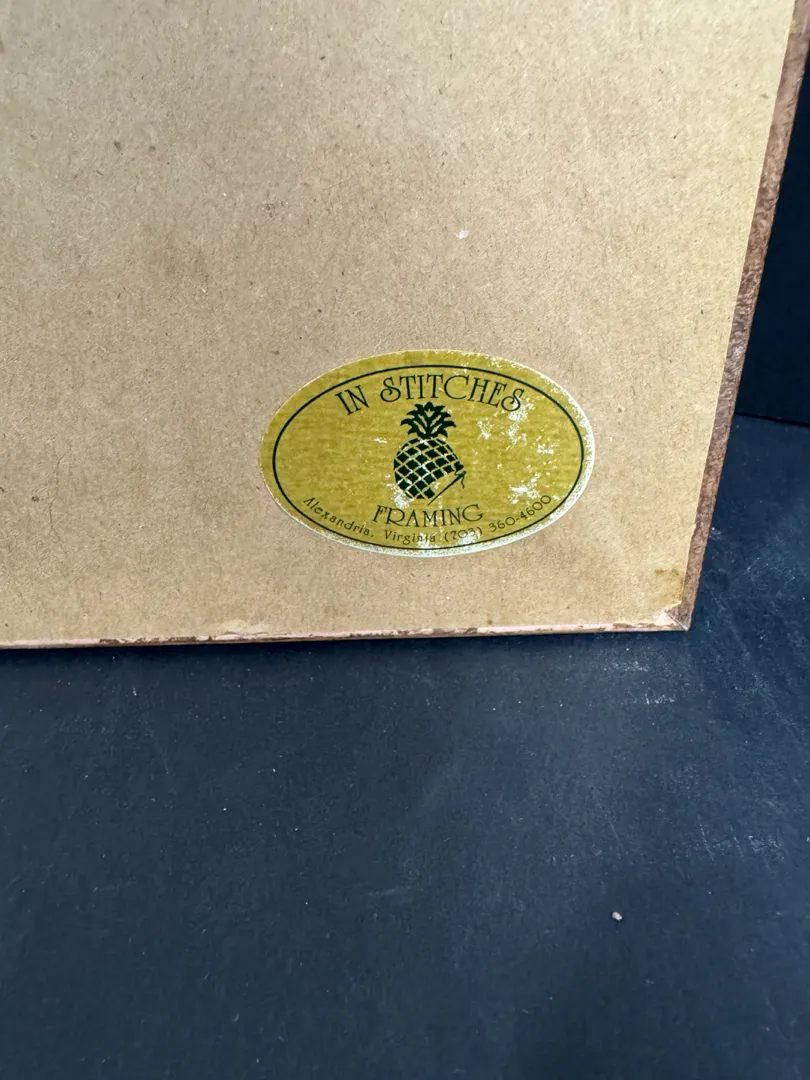 IN STITCHES
FRAMING
Alexandria, Virginia (703) 360-4600